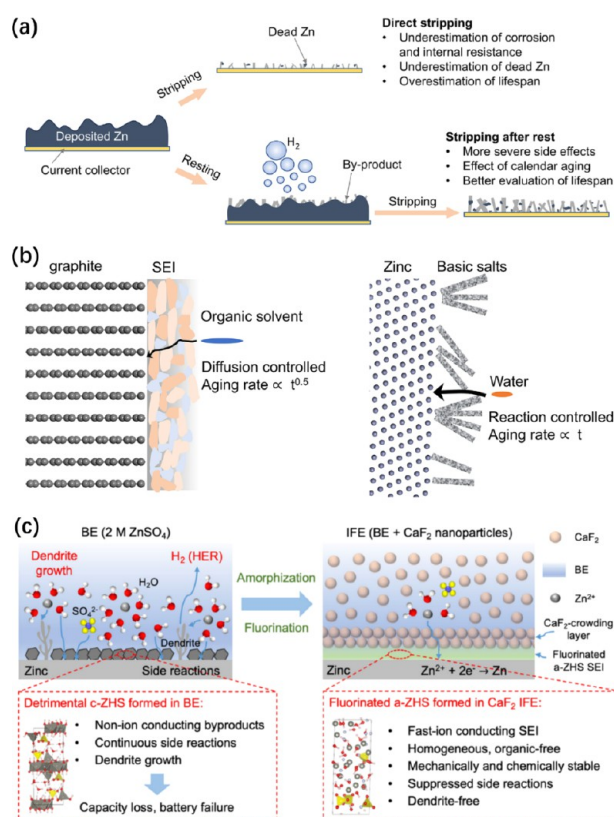 (a)
Dead Zn
Stripping
Direct stripping
• Underestimation of corrosion
and internal resistance
• Underestimation of dead Zn
• Overestimation of lifespan
Deposited Zn
Current collector
Resting
H2
By-product
Stripping
Stripping after rest
• More severe side effects
• Effect of calendar aging
• Better evaluation of lifespan
(b)
graphite
SEI
Organic solvent
Diffusion controlled
Aging rate ∝ t^0.5
Zinc
Basic salts
Water
Reaction controlled
Aging rate ∝ t
(c)
BE (2 M ZnSO4)
Dendrite
growth
H2 (HER)
H2O
SO4^2-
Dendrite
Zinc
Side reactions
Amorphization
Fluorination
IFE (BE + CaF2 nanoparticles)
Zinc
Zn2+ + 2e- → Zn
CaF2
BE
Zn2+
CaF2-crowding
layer
Fluorinated
a-ZHS SEI
Detrimental c-ZHS formed in BE:
• Non-ion conducting byproducts
• Continuous side reactions
• Dendrite growth
Capacity loss, battery failure
Fluorinated a-ZHS formed in CaF2 IFE:
• Fast-ion conducting SEI
• Homogeneous, organic-free
• Mechanically and chemically stable
• Suppressed side reactions
• Dendrite-free